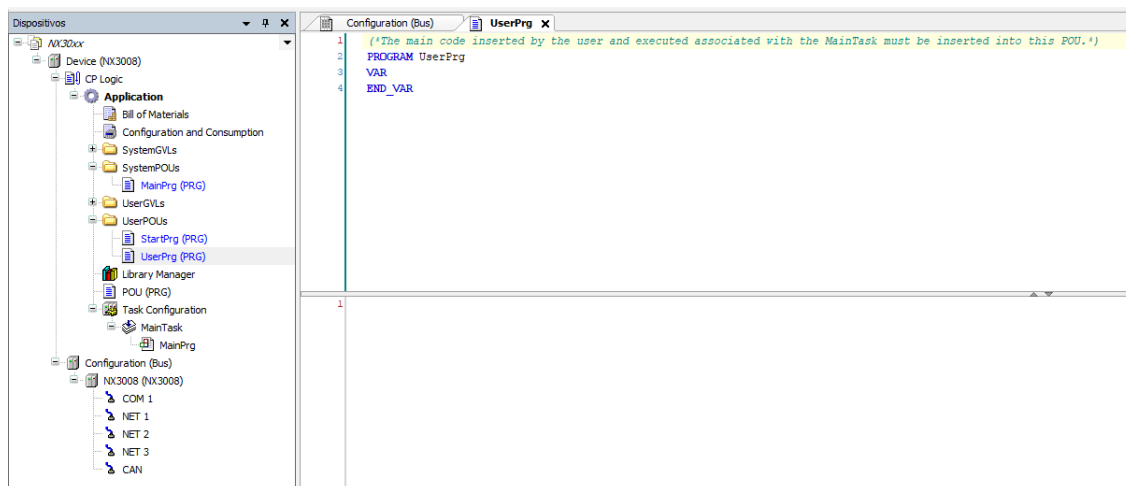 Dispositivos
NX30xx
Device (NX3008)
CP Logic
Application
Bill of Materials
Configuration and Consumption
SystemGVLs
SystemPOUs
MainPrg (PRG)
UserGVLs
UserPOUs
StartPrg (PRG)
UserPrg (PRG)
Library Manager
POU (PRG)
Task Configuration
MainTask
MainPrg
Configuration (Bus)
NX3008 (NX3008)
COM 1
NET 1
NET 2
NET 3
CAN
Configuration (Bus) UserPrg
1 (*The main code inserted by the user and executed associated with the MainTask must be inserted into this POU.*)
2 PROGRAM UserPrg
3 VAR
4 END_VAR
1